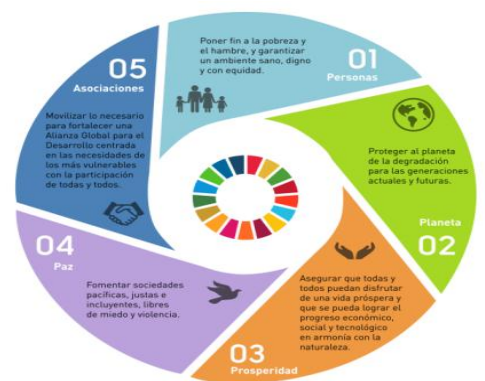 01
Personas
Poner fin a la pobreza y
el hambre, y garantizar
un ambiente sano, digno
y con equidad.
Planeta
02
Proteger al planeta
de la degradación
para las generaciones
actuales y futuras.
Asegurar que todas y
todos puedan disfrutar
de una vida próspera y
que se pueda lograr el
progreso económico,
social y tecnológico
en armonía con la
naturaleza.
03
Prosperidad
04
Paz
Fomentar sociedades
pacíficas, justas e
incluyentes, libres
de miedo y violencia.
05
Asociaciones
Movilizar lo necesario
para fortalecer una
Alianza Global para el
Desarrollo centrada
en las necesidades de
los más vulnerables
con la participación
de todas y todos.